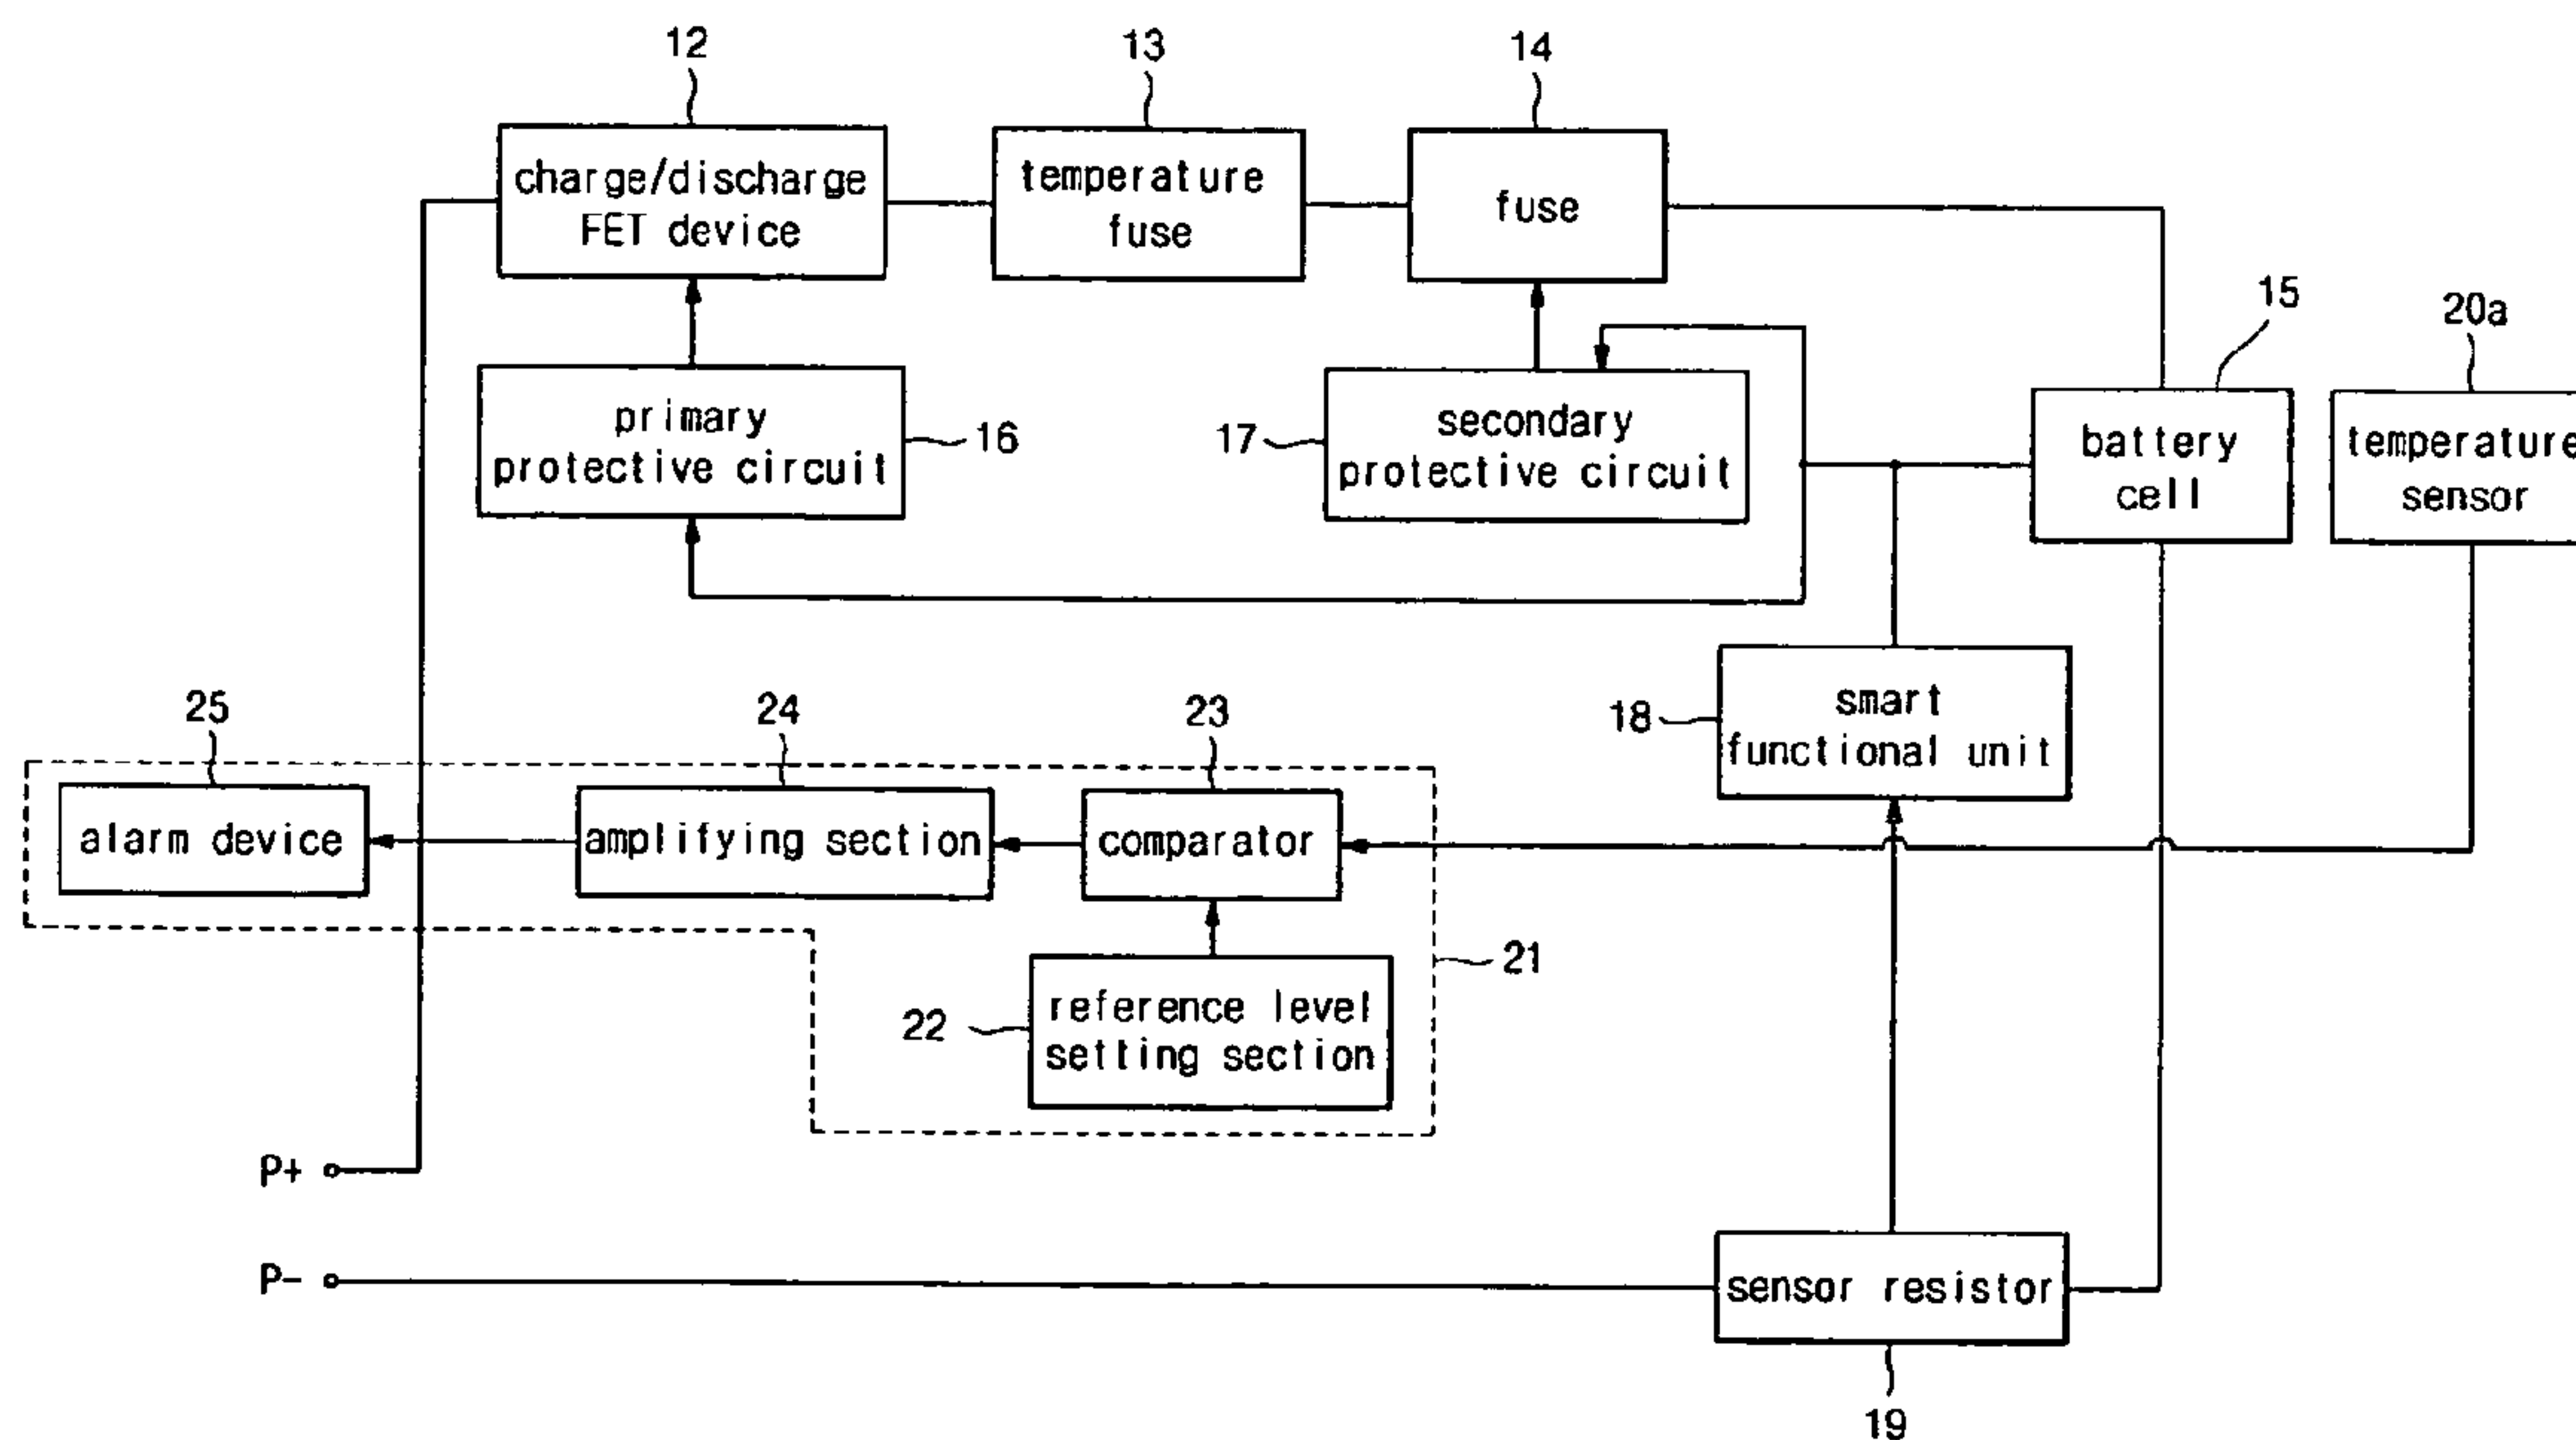 12
13
14
charge/discharge
FET device
temperature
fuse
fuse
15
20a
primary
protective circuit
16
17
secondary
protective circuit
battery
cell
temperature
sensor
25
24
23
18
smart
functional unit
alarm device
amplifying section
comparator
21
22
reference level
setting section
P+
P-
sensor resistor
19